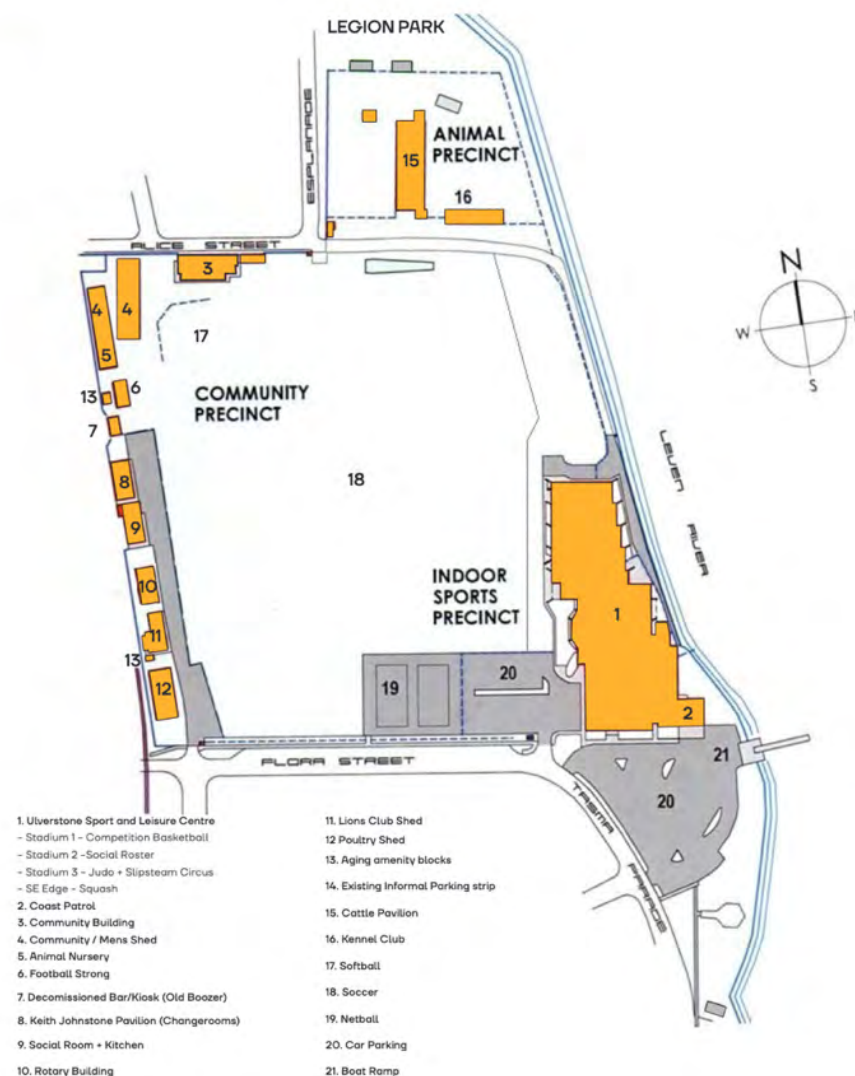 LEGION PARK
ESPLANADE
ANIMAL
PRECINCT
15
16
ALICE STREET
3
4
4
5
17
N
W
S
13
6
7
COMMUNITY
PRECINCT
8
9
18
LEVEN RIVER
INDOOR
SPORTS
PRECINCT
1
10
11
13
12
19
20
2
21
20
FLORA STREET
TASMA PARADE
1. Ulverstone Sport and Leisure Centre
- Stadium 1 - Competition Basketball
- Stadium 2 -Social Roster
- Stadium 3 - Judo + Slipsteam Circus
- SE Edge - Squash
2. Coast Patrol
3. Community Building
4. Community / Mens Shed
5. Animal Nursery
6. Football Strong
7. Decomissioned Bar/Kiosk (Old Boozer)
8. Keith Johnstone Pavilion (Changerooms)
9. Social Room + Kitchen
10. Rotary Building
11. Lions Club Shed
12 Poultry Shed
13. Aging amenity blocks
14. Existing Informal Parking strip
15. Cattle Pavilion
16. Kennel Club
17. Softball
18. Soccer
19. Netball
20. Car Parking
21. Boat Ramp